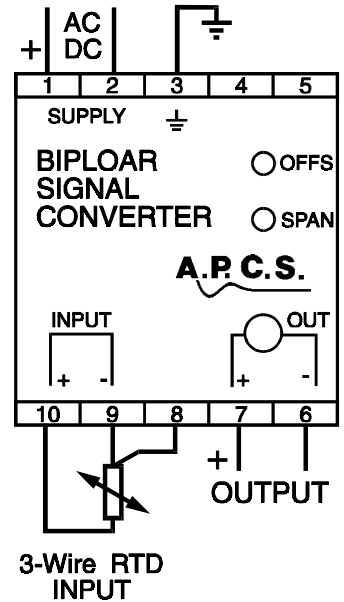 AC
+ DC
1 2 3 4 5
SUPPLY
BIPLOAR
SIGNAL
CONVERTER
OFFS
SPAN
A.P.C.S.
INPUT
OUT
+ - + -
10 9 8 7 6
+
OUTPUT
3-Wire RTD
INPUT